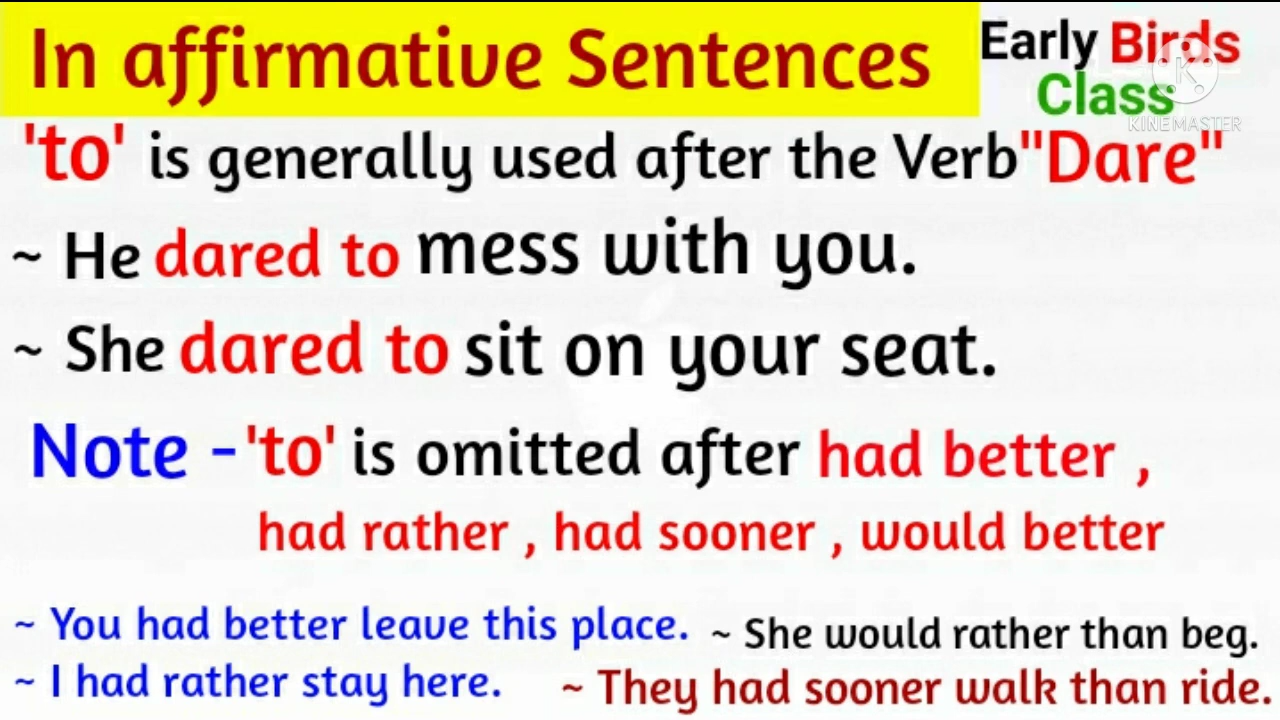 In affirmative Sentences
Early Birds
Class
K
KINEMASTER
'to' is generally used after the Verb "Dare"
~ He dared to mess with you.
~ She dared to sit on your seat.
Note - 'to' is omitted after had better ,
had rather , had sooner , would better
~ You had better leave this place.
~ She would rather than beg.
~ I had rather stay here.
~ They had sooner walk than ride.